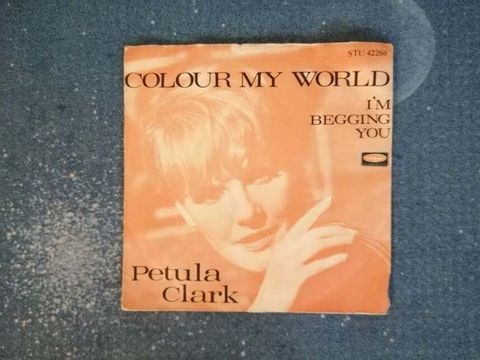 STU 42260
COLOUR MY WORLD
I'M
BEGGING
YOU
Petula
Clark